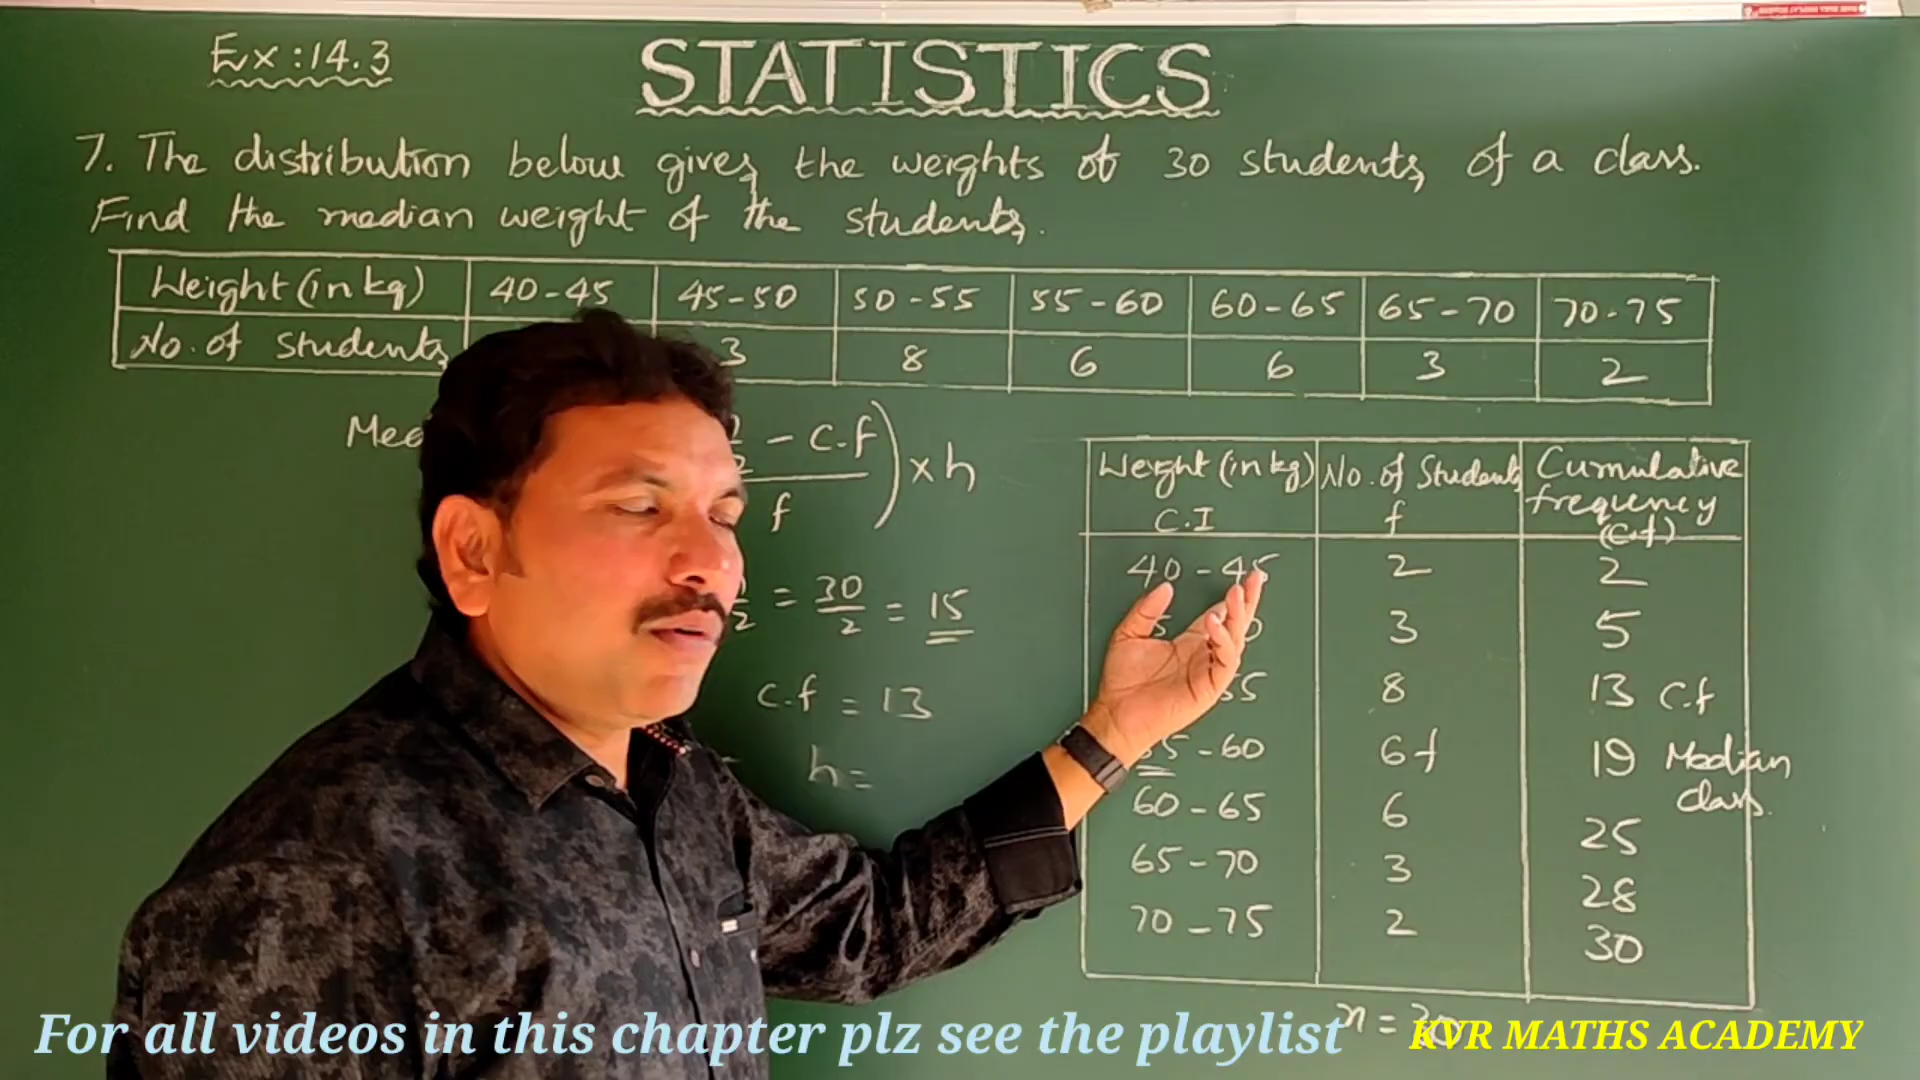 Ex:14.3
STATISTICS
7. The distribution below gives the weights of 30 students of a class.
Find the median weight of the students.
Weight (in kg) 40-45 45-50 50-55 55-60 60-65 65-70 70-75
No. of students 3 8 6 6 3 2
- C.f
) x h
f
= 30/2 = 15
C.f = 13
h =
Weight (in kg) No. of Students Cumulative
C.I f frequency
(C.f)
40-45 2 2
3 5
8 13 C.f
55-60 6 f 19 Median
class.
60-65 6 25
65-70 3 28
70-75 2 30
n = 30
For all videos in this chapter plz see the playlist
KVR MATHS ACADEMY